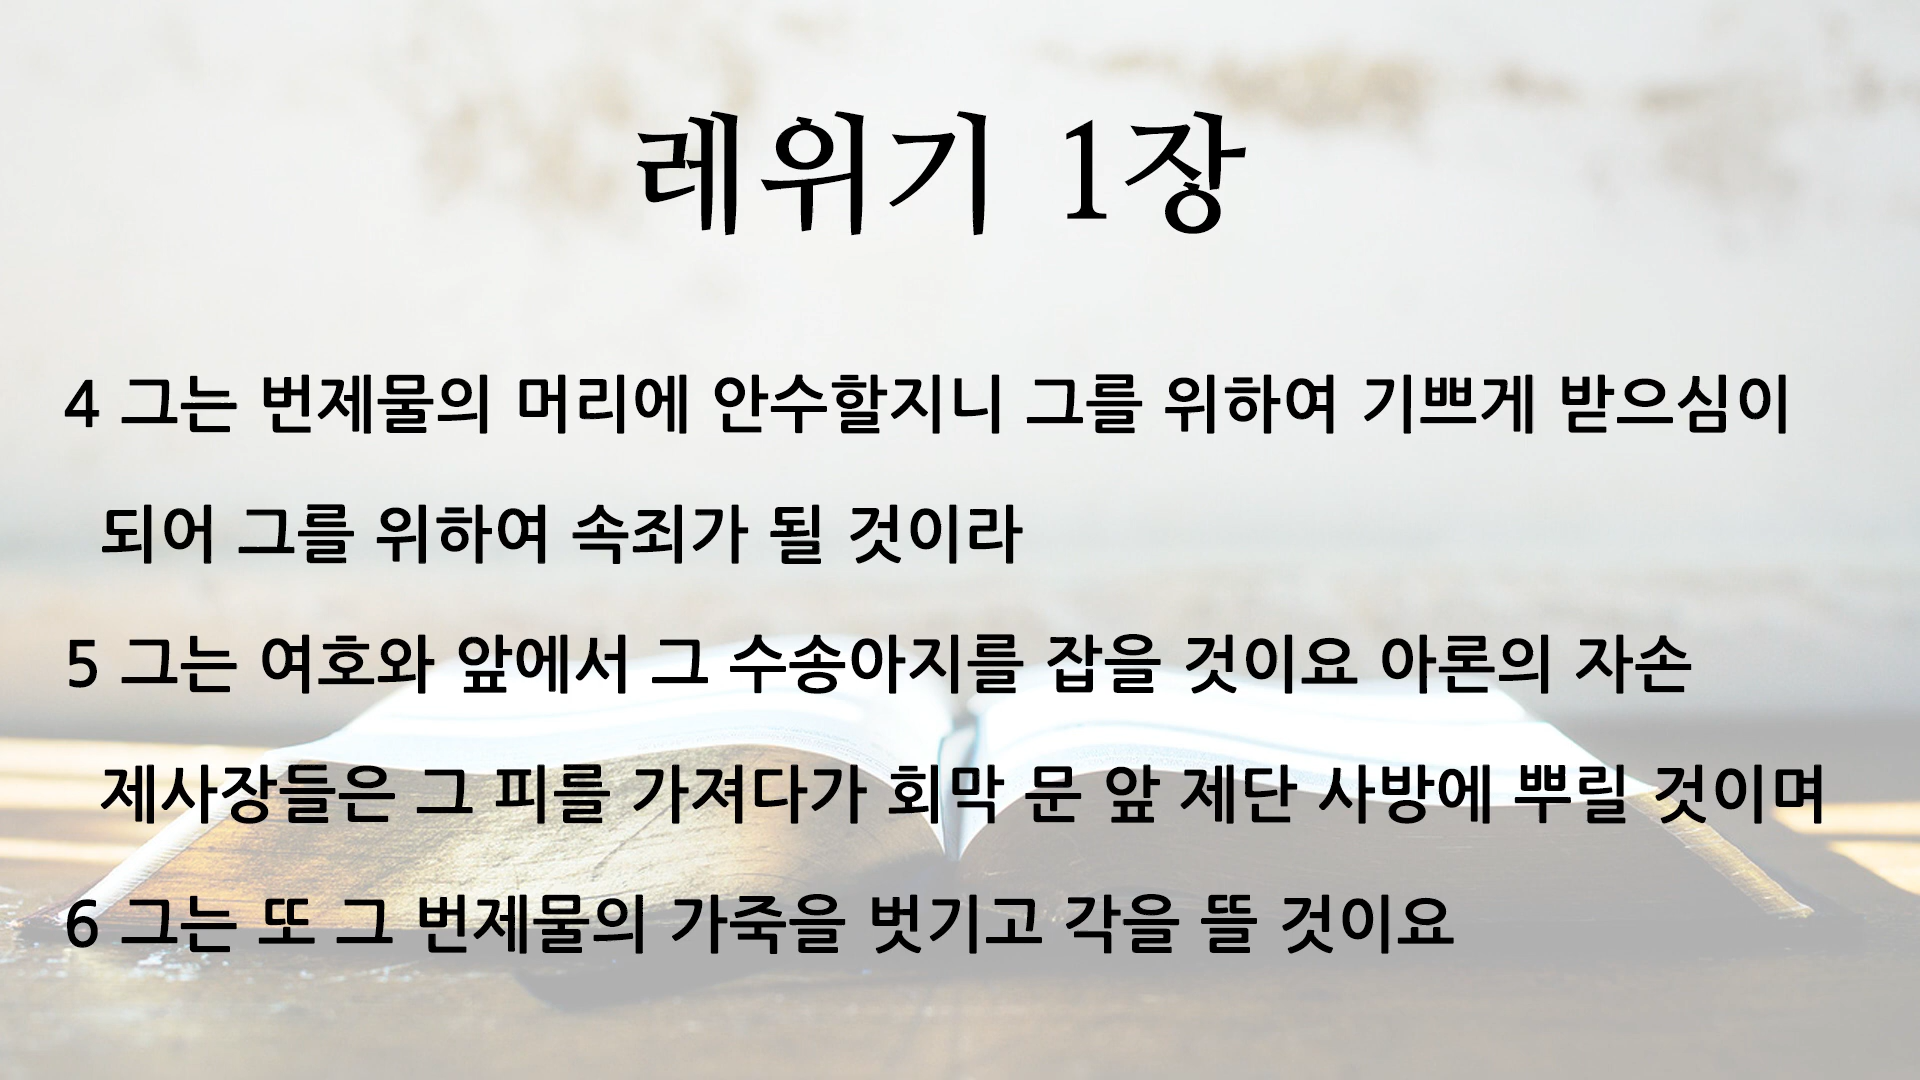 레위기 1장
4 그는 번제물의 머리에 안수할지니 그를 위하여 기쁘게 받으심이
되어 그를 위하여 속죄가 될 것이라
5 그는 여호와 앞에서 그 수송아지를 잡을 것이요 아론의 자손
제사장들은 그 피를 가져다가 회막 문 앞 제단 사방에 뿌릴 것이며
6 그는 또 그 번제물의 가죽을 벗기고 각을 뜰 것이요